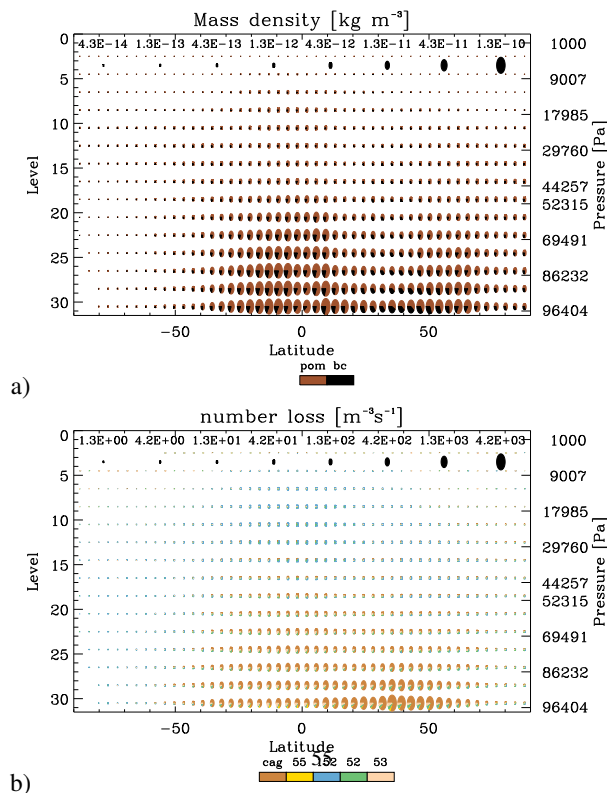 Mass density [kg m⁻³]
4.3E-14 1.3E-13 4.3E-13 1.3E-12 4.3E-12 1.3E-11 4.3E-11 1.3E-10
0 1000
5 9007
10 17985
15 29760
Level
Pressure [Pa]
20 44257
52315
25 69491
30 86232
96404
-50 0 50
Latitude
pom bc
a)
number loss [m⁻³s⁻¹]
1.3E+00 4.2E+00 1.3E+01 4.2E+01 1.3E+02 4.2E+02 1.3E+03 4.2E+03
0 1000
5 9007
10 17985
15 29760
Level
Pressure [Pa]
20 44257
52315
25 69491
30 86232
96404
-50 0 50
Latitude
55
cag 55 52 53
b)